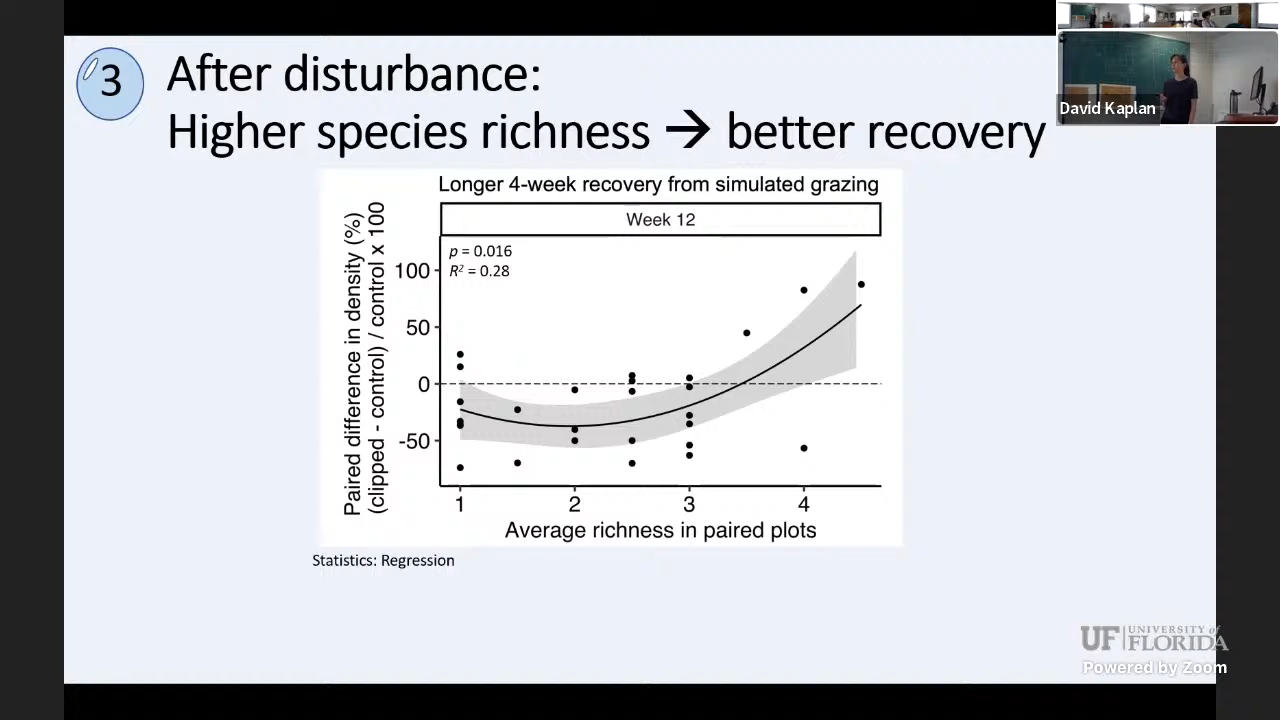 3
After disturbance:
Higher species richness → better recovery
David Kaplan
Longer 4-week recovery from simulated grazing
Week 12
p = 0.016
R² = 0.28
Paired difference in density (%)
(clipped - control) / control x 100
100
50
0
-50
1
2
3
4
Average richness in paired plots
Statistics: Regression
UF UNIVERSITY of
FLORIDA
Powered by Zoom